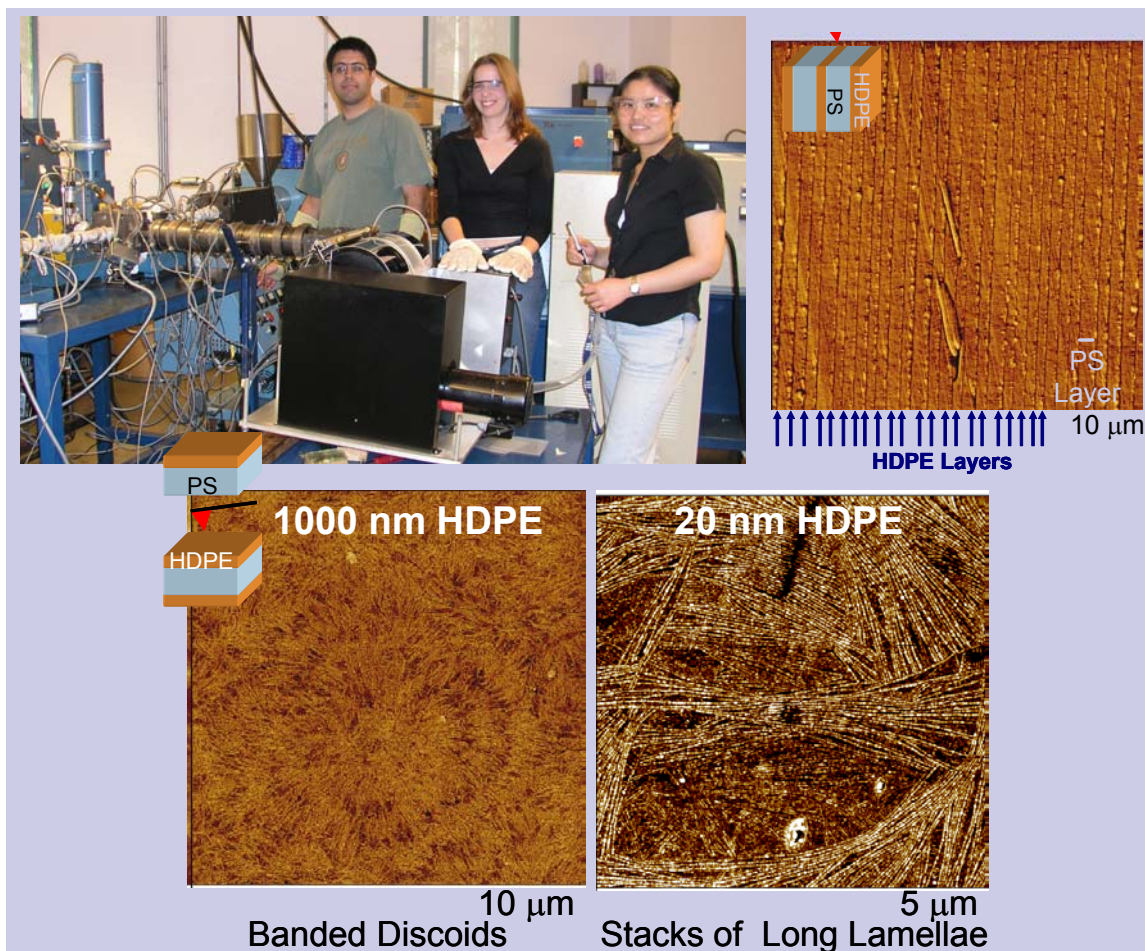 HDPE
PS
PS
Layer
10 μm
HDPE Layers
PS
HDPE
1000 nm HDPE
20 nm HDPE
10 μm
5 μm
Banded Discoids
Stacks of Long Lamellae